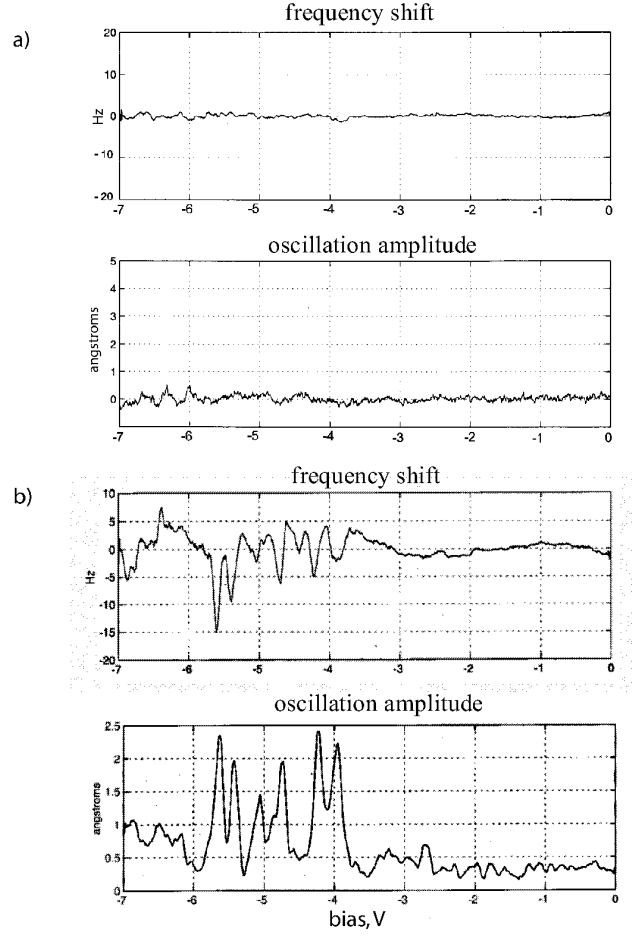 frequency shift
a)
20
10
0
-10
-20
Hz
-7 -6 -5 -4 -3 -2 -1 0
oscillation amplitude
5
4
3
2
1
0
angstroms
-7 -6 -5 -4 -3 -2 -1 0
frequency shift
b)
10
5
0
-5
-10
-15
-20
Hz
-7 -6 -5 -4 -3 -2 -1 0
oscillation amplitude
2.5
2
1.5
1
0.5
0
angstroms
-7 -6 -5 -4 -3 -2 -1 0
bias, V